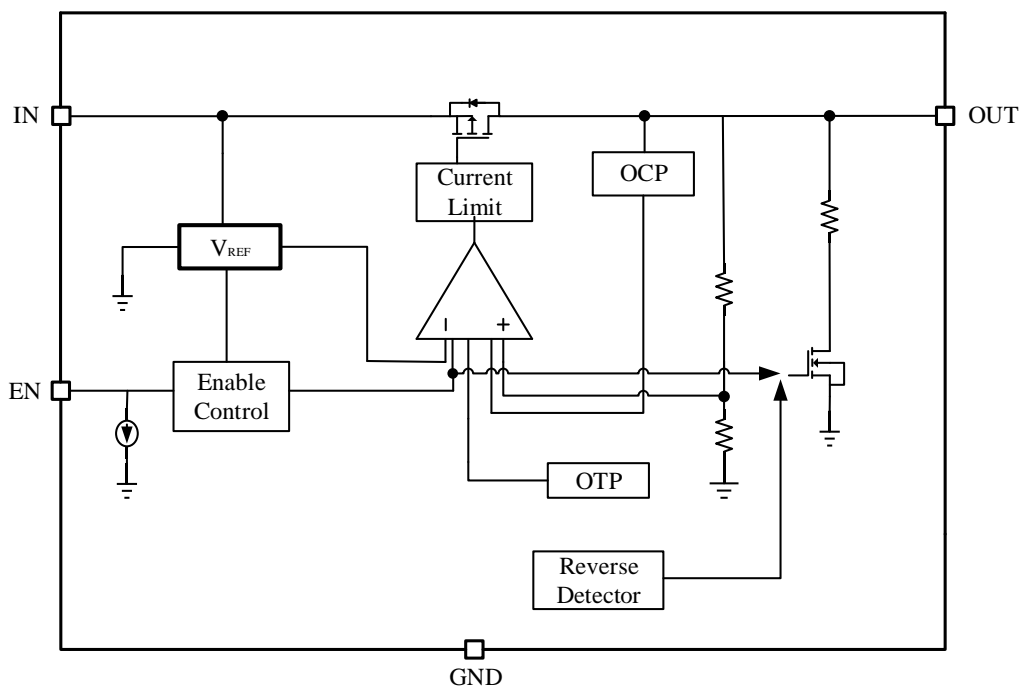 IN
OUT
Current
Limit
OCP
VREF
EN
Enable
Control
OTP
Reverse
Detector
GND